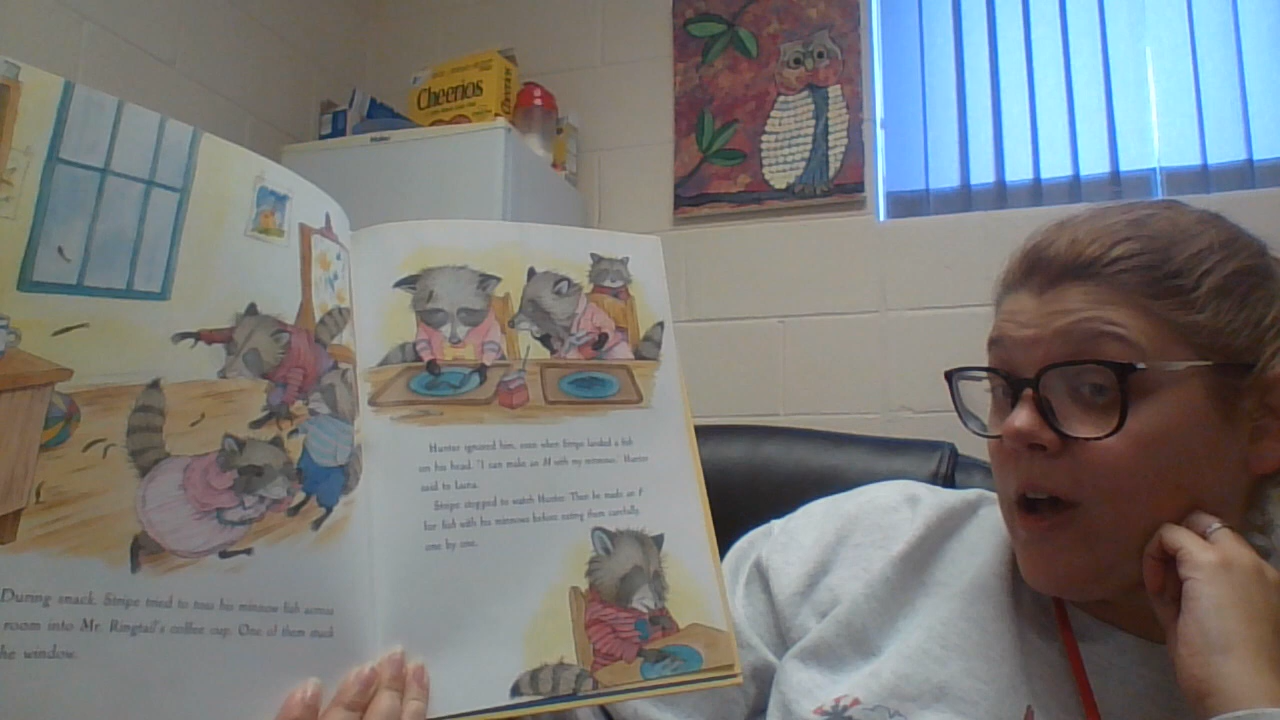 Cheerios
Haier
During snack, Stripe tried to toss his minnow fish across
room into Mr. Ringtail's coffee cup. One of them stuck
he window.
Hunter ignored him, even when Stripe landed a fish
on his head. "I can make an M with my minnows," Hunter
said to Luna.
Stripe stopped to watch Hunter. Then he made an F
for fish with his minnows before eating them carefully,
one by one.